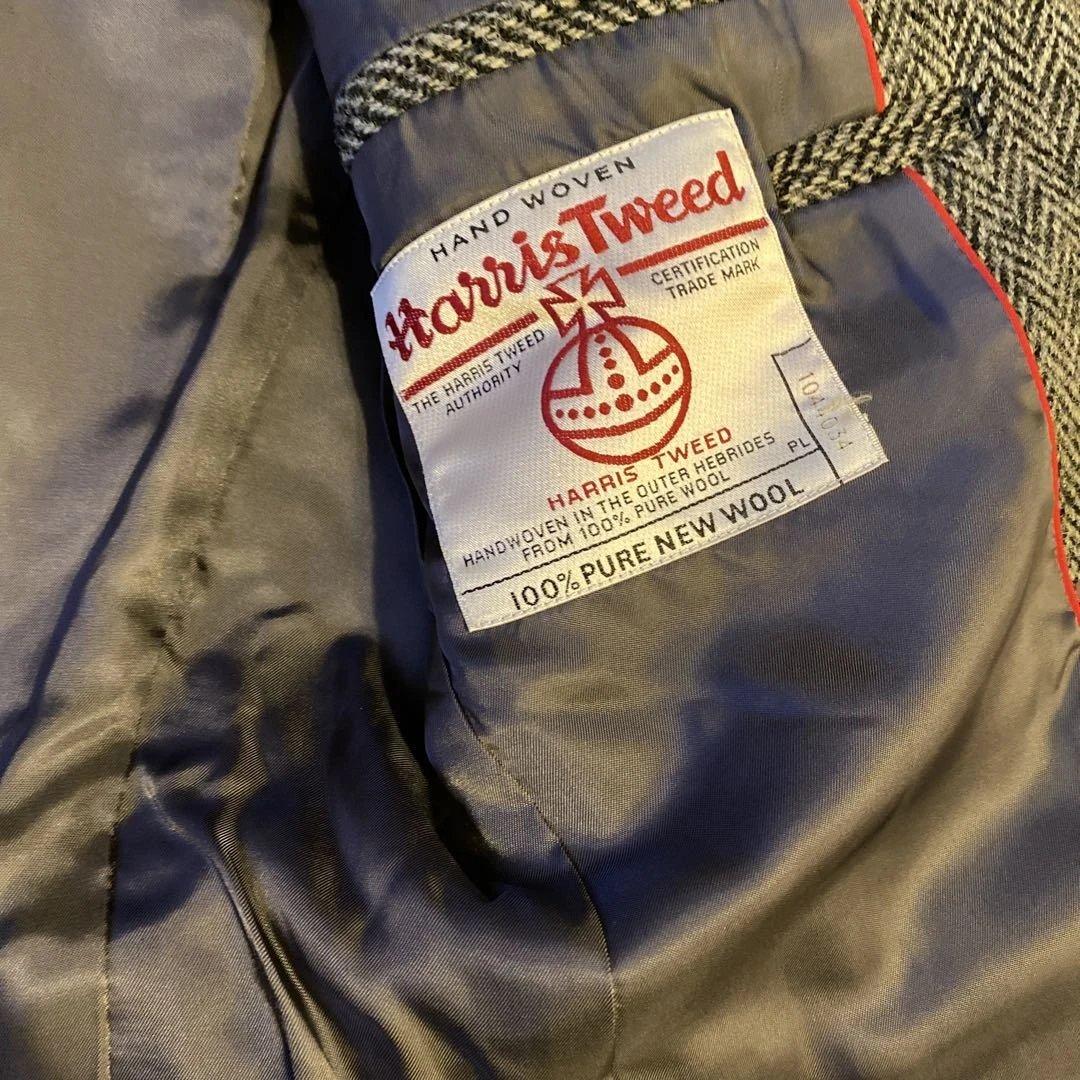 HAND WOVEN
Harris Tweed
CERTIFICATION
TRADE MARK
THE HARRIS TWEED
AUTHORITY
HARRIS TWEED
HANDWOVEN IN THE OUTER HEBRIDES
FROM 100% PURE WOOL
PL
100% PURE NEW WOOL